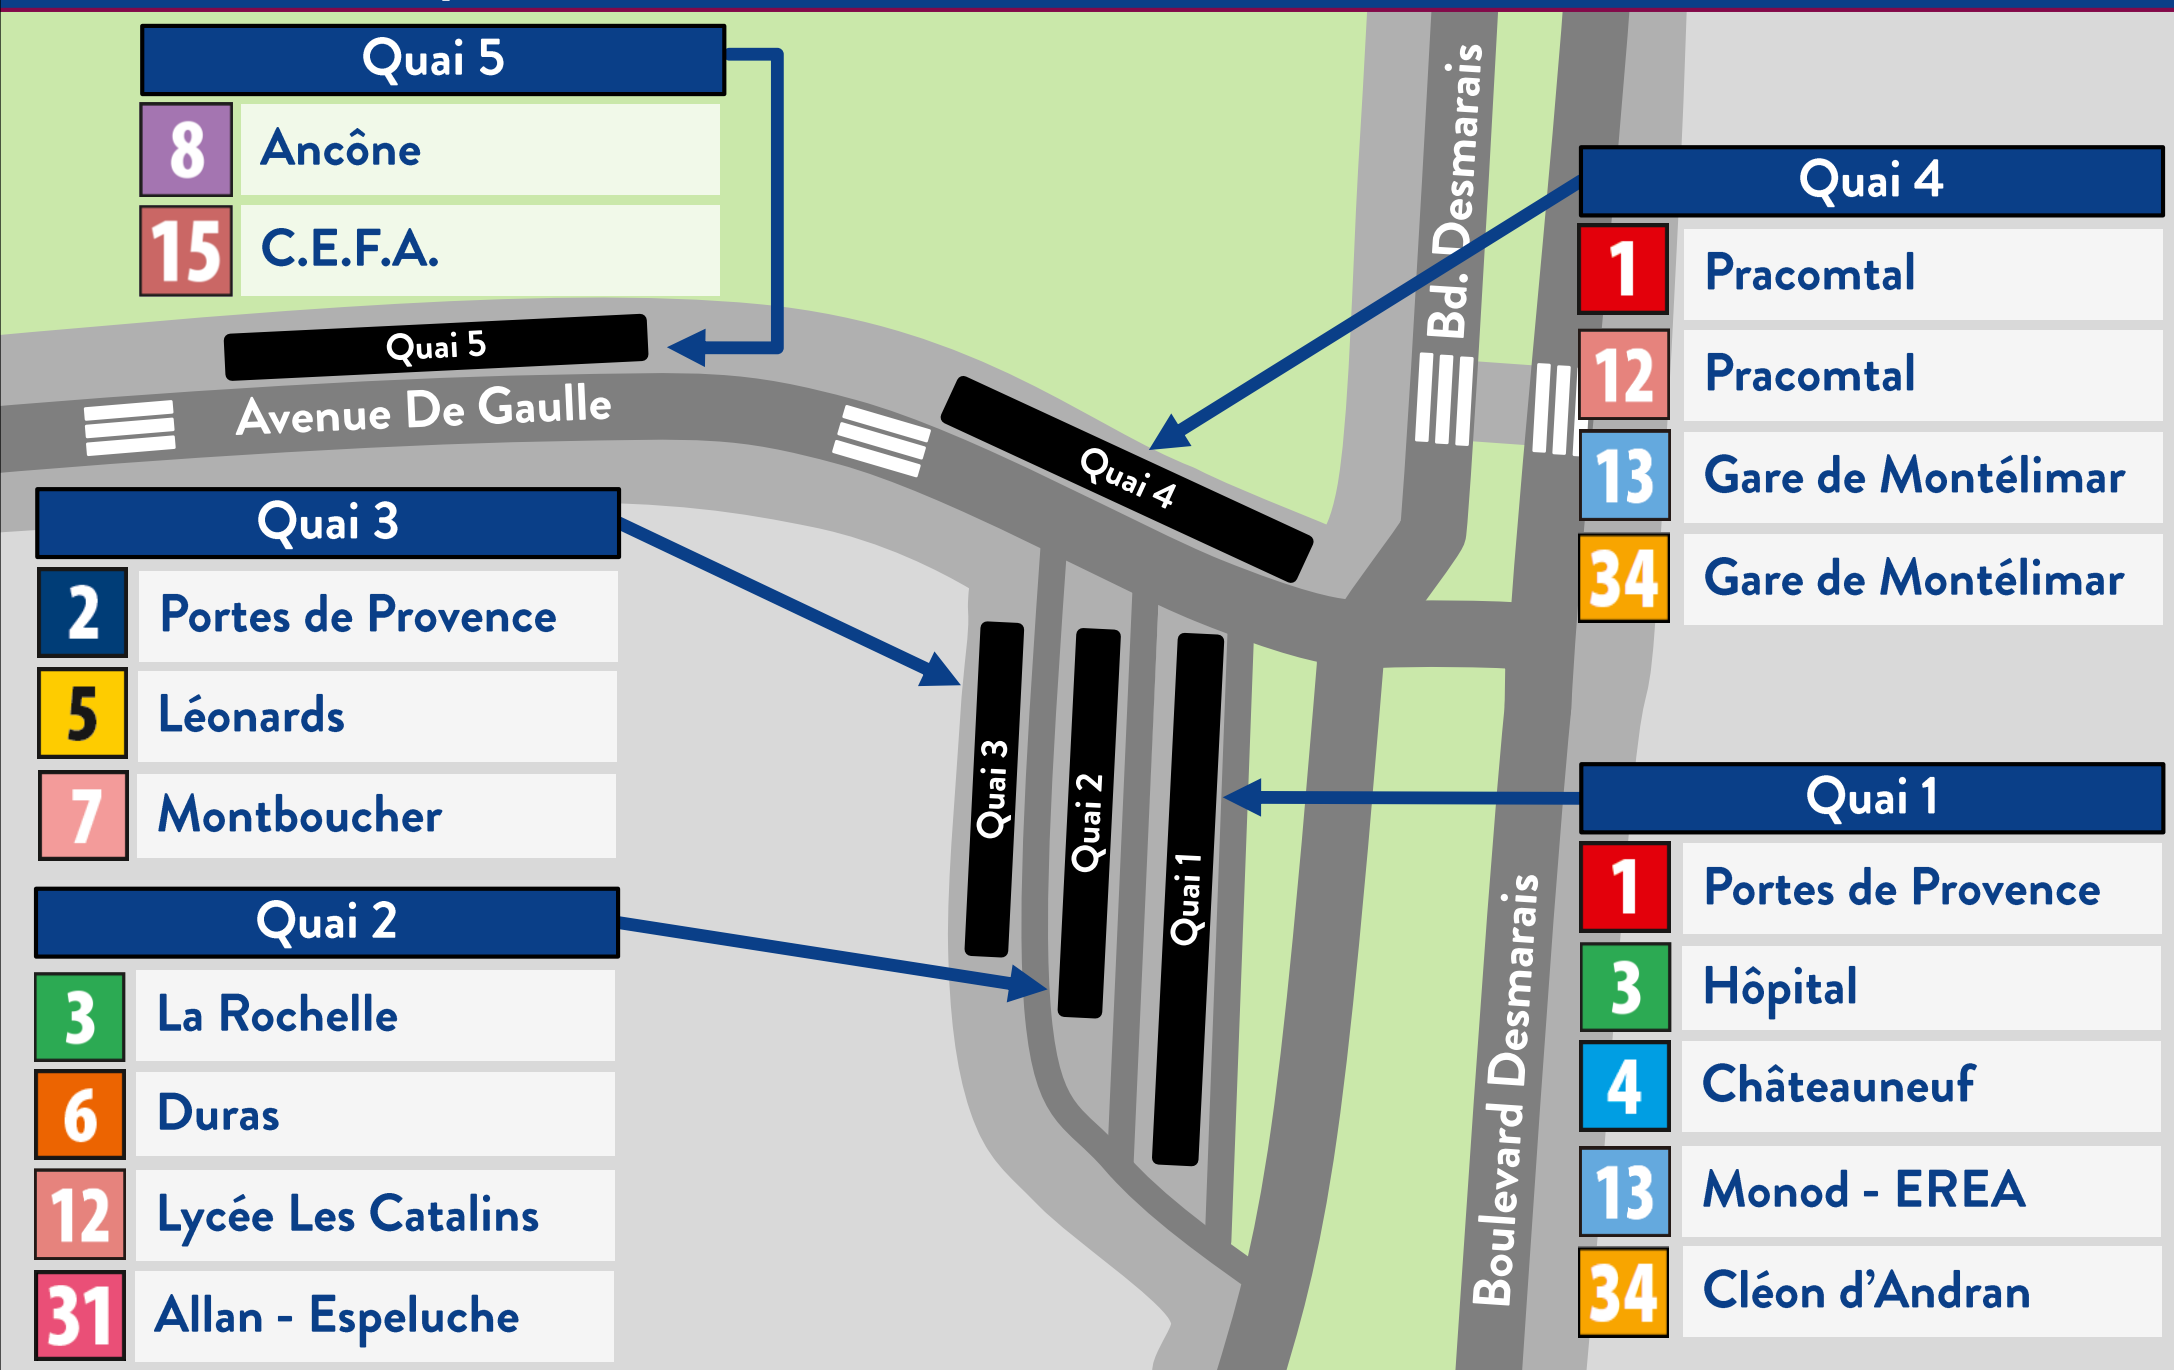 Quai 5
8 Ancône
15 C.E.F.A.
Quai 4
1 Pracomtal
12 Pracomtal
13 Gare de Montélimar
34 Gare de Montélimar
Bd. Desmarais
Quai 5
Avenue De Gaulle
Quai 4
Quai 3
2 Portes de Provence
5 Léonards
7 Montboucher
Quai 3
Quai 2
Quai 1
Quai 1
1 Portes de Provence
3 Hôpital
4 Châteauneuf
13 Monod - EREA
34 Cléon d’Andran
Boulevard Desmarais
Quai 2
3 La Rochelle
6 Duras
12 Lycée Les Catalins
31 Allan - Espeluche